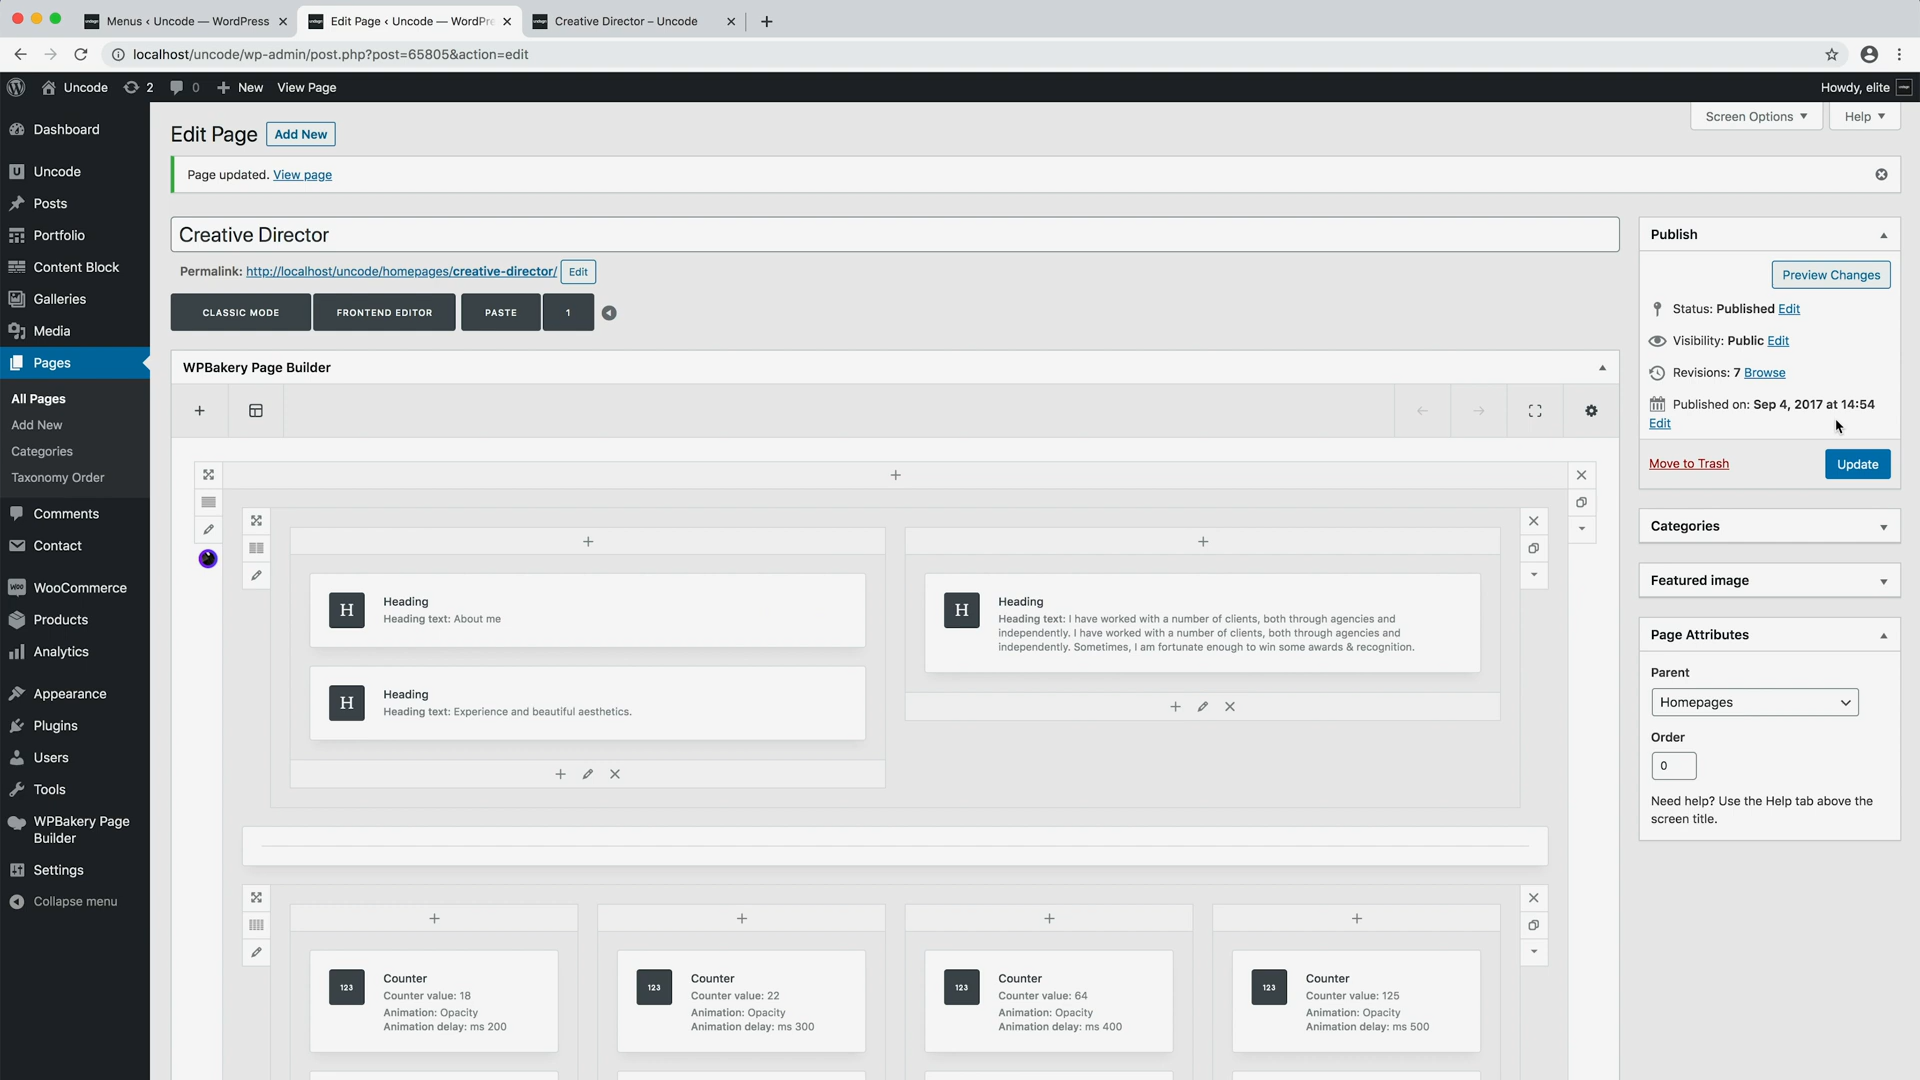 Menus ‹ Uncode — WordPress
Edit Page ‹ Uncode — WordPre
Creative Director – Uncode
localhost/uncode/wp-admin/post.php?post=65805&action=edit
Uncode
2
0
New
View Page
Howdy, elite
Dashboard
Uncode
Posts
Portfolio
Content Block
Galleries
Media
Pages
All Pages
Add New
Categories
Taxonomy Order
Comments
Contact
WooCommerce
Products
Analytics
Appearance
Plugins
Users
Tools
WPBakery Page
Builder
Settings
Collapse menu
Edit Page
Add New
Screen Options
Help
Page updated. View page
Creative Director
Permalink: http://localhost/uncode/homepages/creative-director/
Edit
CLASSIC MODE
FRONTEND EDITOR
PASTE
1
WPBakery Page Builder
H
Heading
Heading text: About me
H
Heading
Heading text: Experience and beautiful aesthetics.
H
Heading
Heading text: I have worked with a number of clients, both through agencies and
independently. I have worked with a number of clients, both through agencies and
independently. Sometimes, I am fortunate enough to win some awards & recognition.
123
Counter
Counter value: 18
Animation: Opacity
Animation delay: ms 200
123
Counter
Counter value: 22
Animation: Opacity
Animation delay: ms 300
123
Counter
Counter value: 64
Animation: Opacity
Animation delay: ms 400
123
Counter
Counter value: 125
Animation: Opacity
Animation delay: ms 500
Publish
Preview Changes
Status: Published Edit
Visibility: Public Edit
Revisions: 7 Browse
Published on: Sep 4, 2017 at 14:54
Edit
Move to Trash
Update
Categories
Featured image
Page Attributes
Parent
Homepages
Order
0
Need help? Use the Help tab above the
screen title.